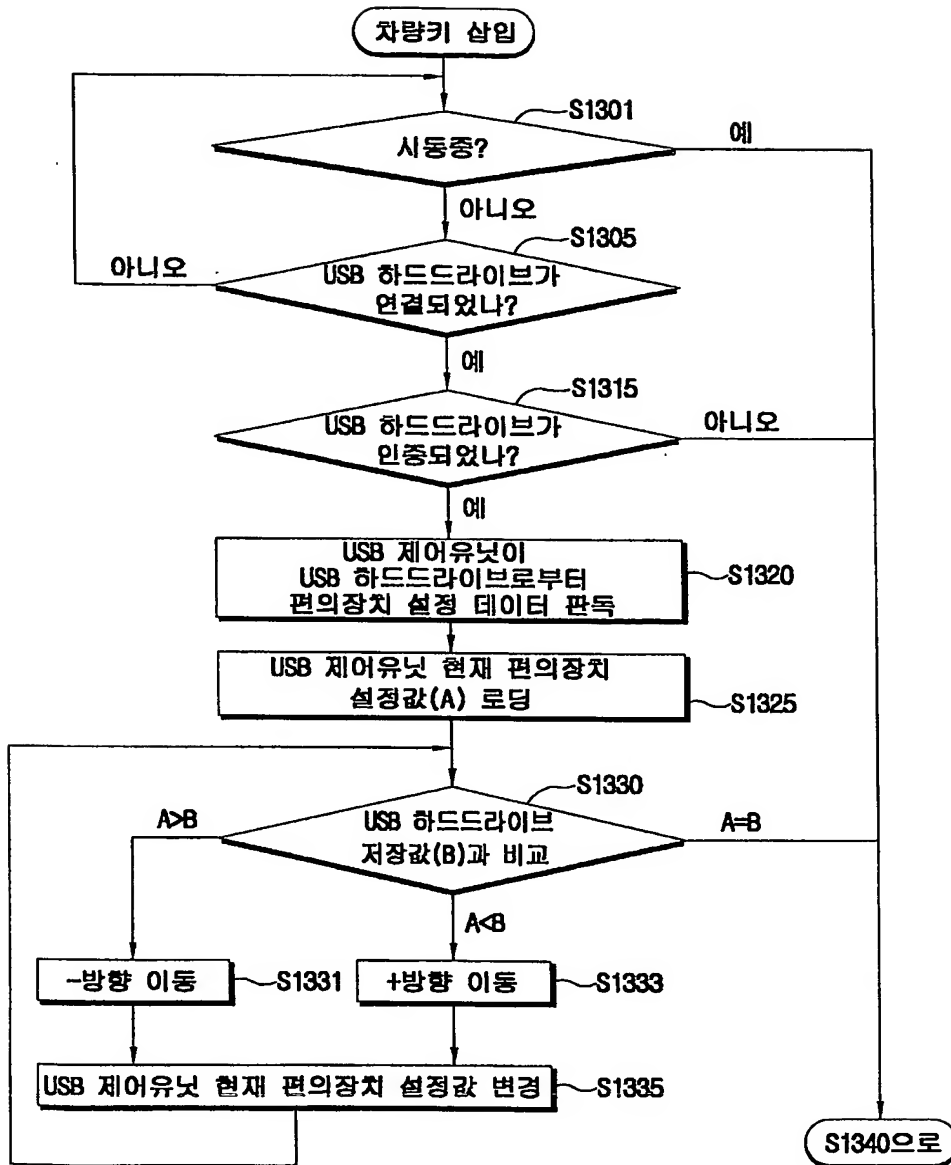 차량키 삽입
S1301
예
시동중?
아니오
S1305
아니오
USB 하드드라이브가
연결되었나?
예
S1315
아니오
USB 하드드라이브가
인증되었나?
예
USB 제어유닛이
USB 하드드라이브로부터
편의장치 설정 데이터 판독
S1320
USB 제어유닛 현재 편의장치
설정값(A) 로딩
S1325
S1330
A>B
USB 하드드라이브
저장값(B)과 비교
A=B
A<B
-방향 이동
S1331
+방향 이동
S1333
USB 제어유닛 현재 편의장치 설정값 변경
S1335
S1340으로